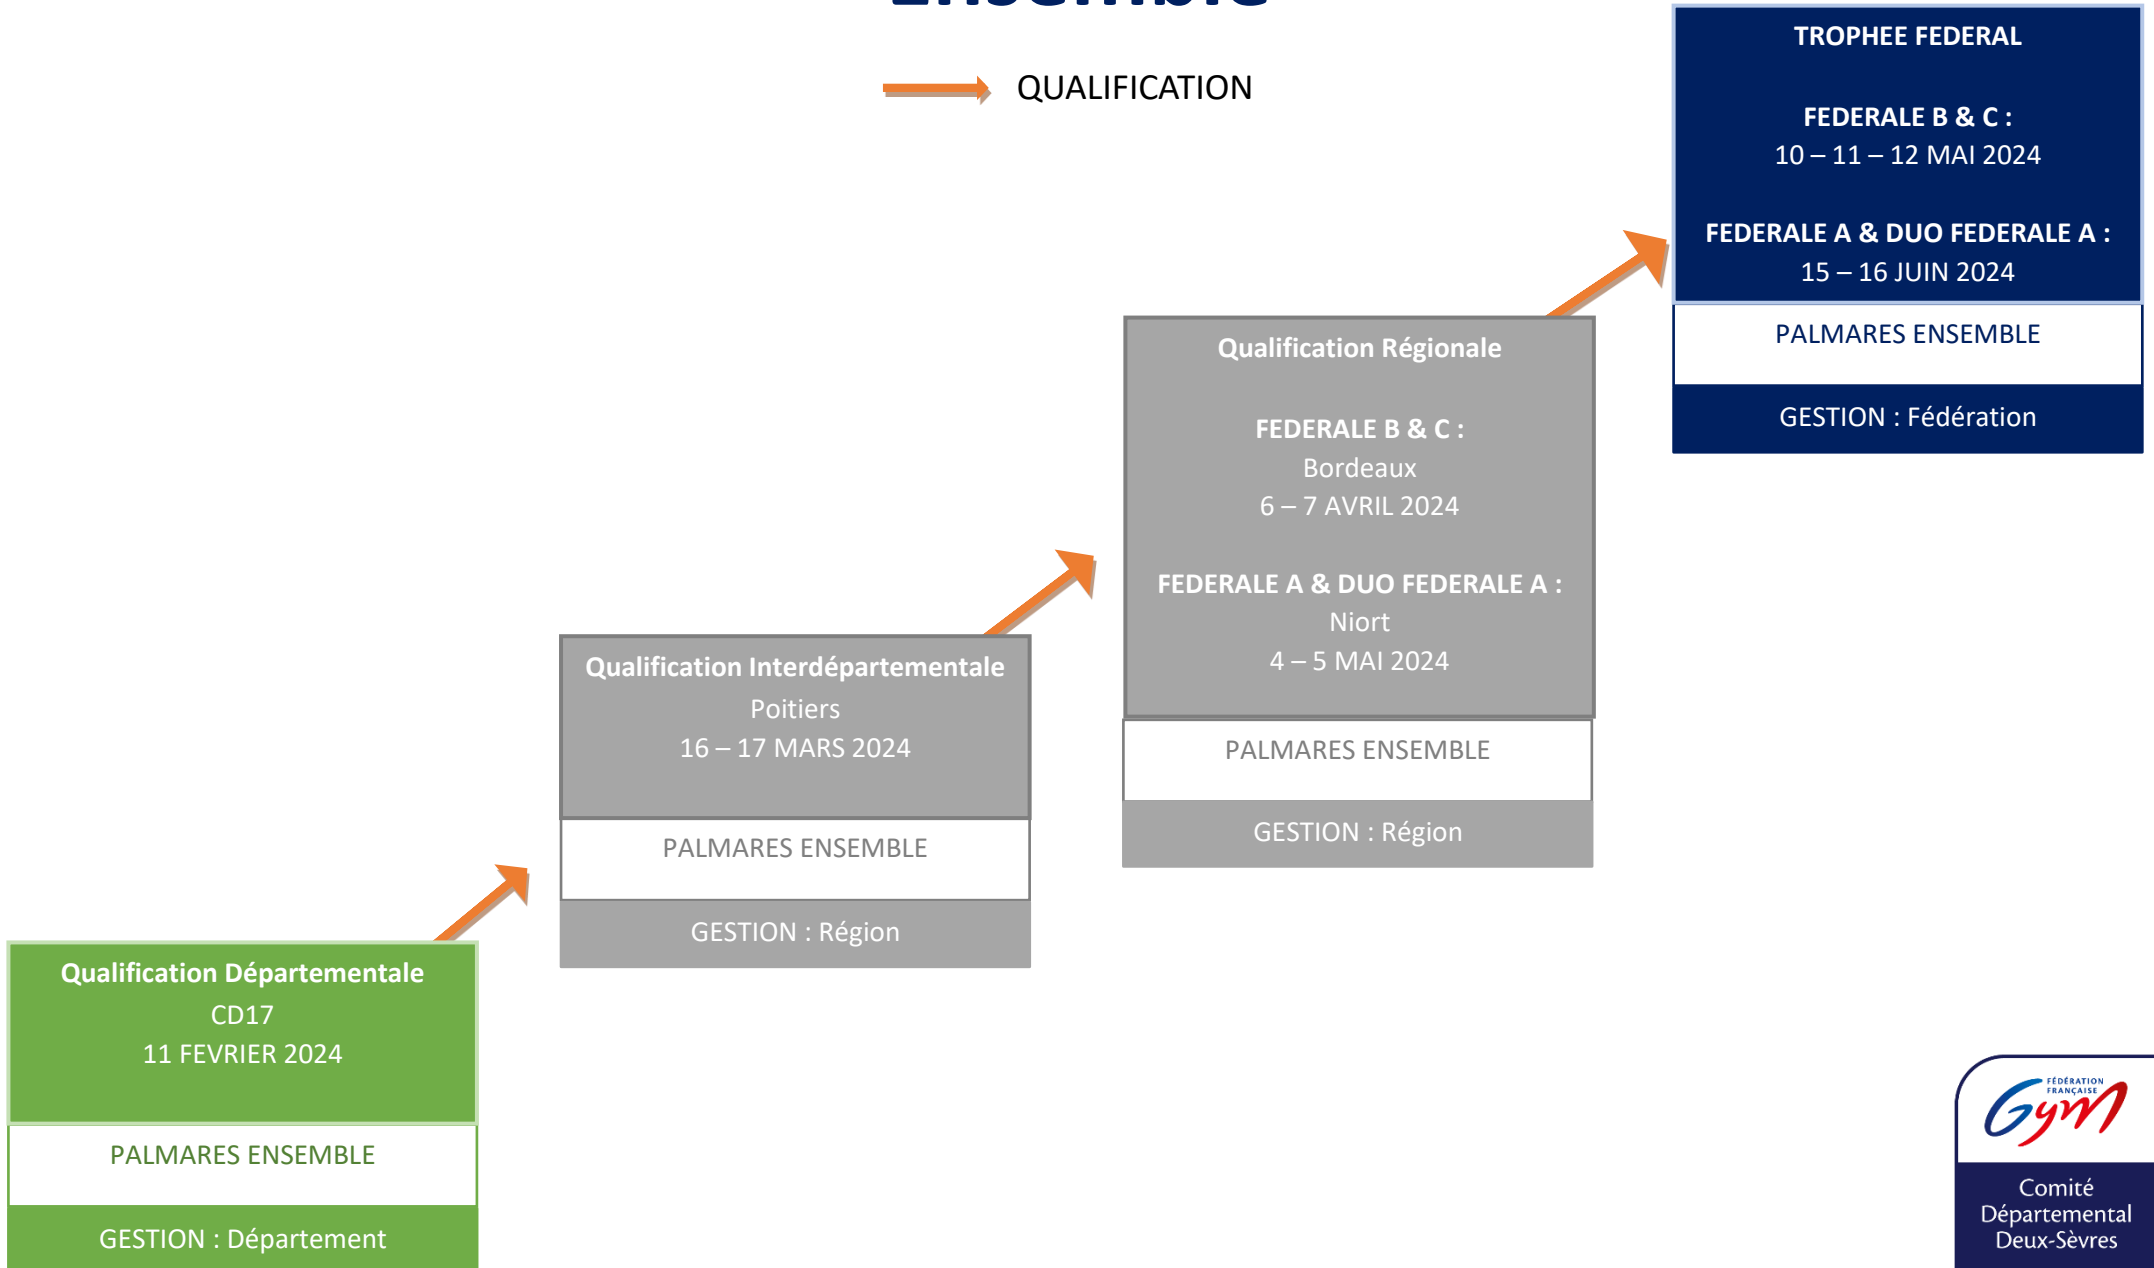 Ensemble
QUALIFICATION
TROPHEE FEDERAL
FEDERALE B & C :
10 – 11 – 12 MAI 2024
FEDERALE A & DUO FEDERALE A :
15 – 16 JUIN 2024
PALMARES ENSEMBLE
GESTION : Fédération
Qualification Régionale
FEDERALE B & C :
Bordeaux
6 – 7 AVRIL 2024
FEDERALE A & DUO FEDERALE A :
Niort
4 – 5 MAI 2024
PALMARES ENSEMBLE
GESTION : Région
Qualification Interdépartementale
Poitiers
16 – 17 MARS 2024
PALMARES ENSEMBLE
GESTION : Région
Qualification Départementale
CD17
11 FEVRIER 2024
PALMARES ENSEMBLE
GESTION : Département
FÉDÉRATION
FRANÇAISE
Gym
Comité
Départemental
Deux-Sèvres